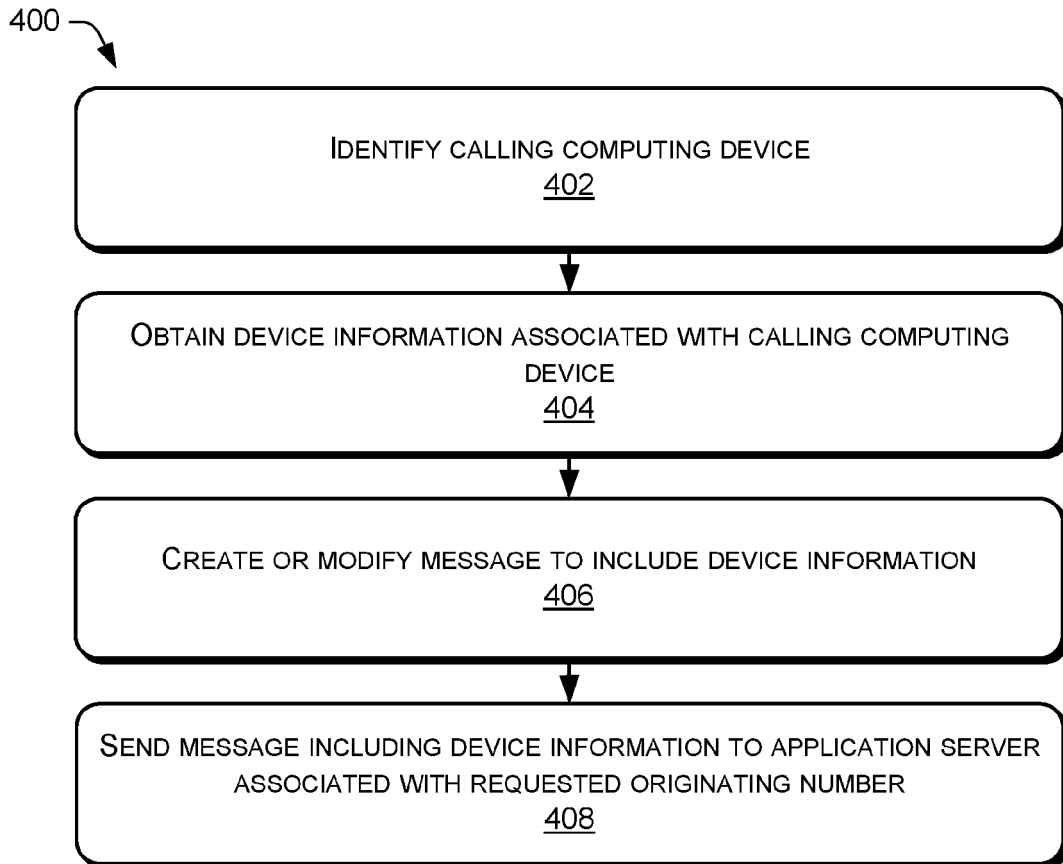 400
IDENTIFY CALLING COMPUTING DEVICE
402
OBTAIN DEVICE INFORMATION ASSOCIATED WITH CALLING COMPUTING
DEVICE
404
CREATE OR MODIFY MESSAGE TO INCLUDE DEVICE INFORMATION
406
SEND MESSAGE INCLUDING DEVICE INFORMATION TO APPLICATION SERVER
ASSOCIATED WITH REQUESTED ORIGINATING NUMBER
408